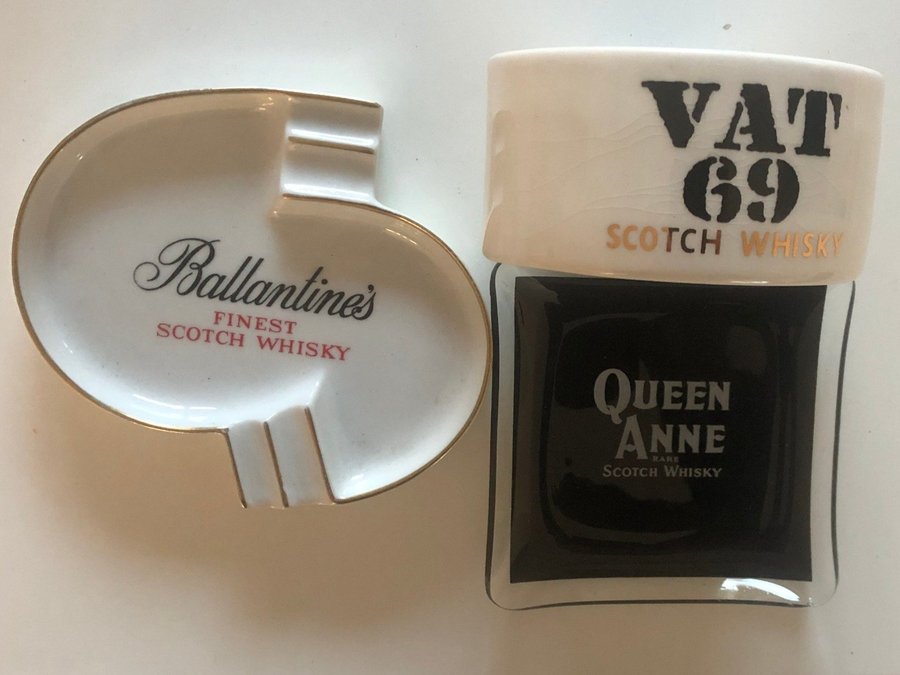 Ballantine's
FINEST
SCOTCH WHISKY
VAT
69
SCOTCH WHISKY
QUEEN
ANNE
RARE
SCOTCH WHISKY